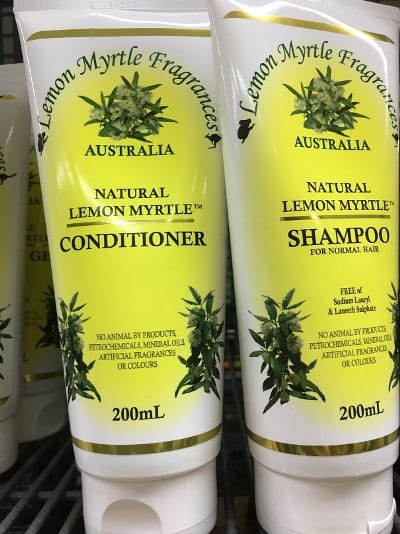 Lemon Myrtle Fragrances
AUSTRALIA
NATURAL
LEMON MYRTLE™
CONDITIONER
NO ANIMAL BY PRODUCTS,
PETROCHEMICALS, MINERAL OILS,
ARTIFICIAL FRAGRANCES
OR COLOURS
200mL
Lemon Myrtle Fragrances
AUSTRALIA
NATURAL
LEMON MYRTLE™
SHAMPOO
FOR NORMAL HAIR
FREE of
Sodium Lauryl
& Laureth Sulphate
NO ANIMAL BY PRODUCTS
PETROCHEMICALS, MINERAL OILS,
ARTIFICIAL FRAGRANCES
OR COLOURS
200mL